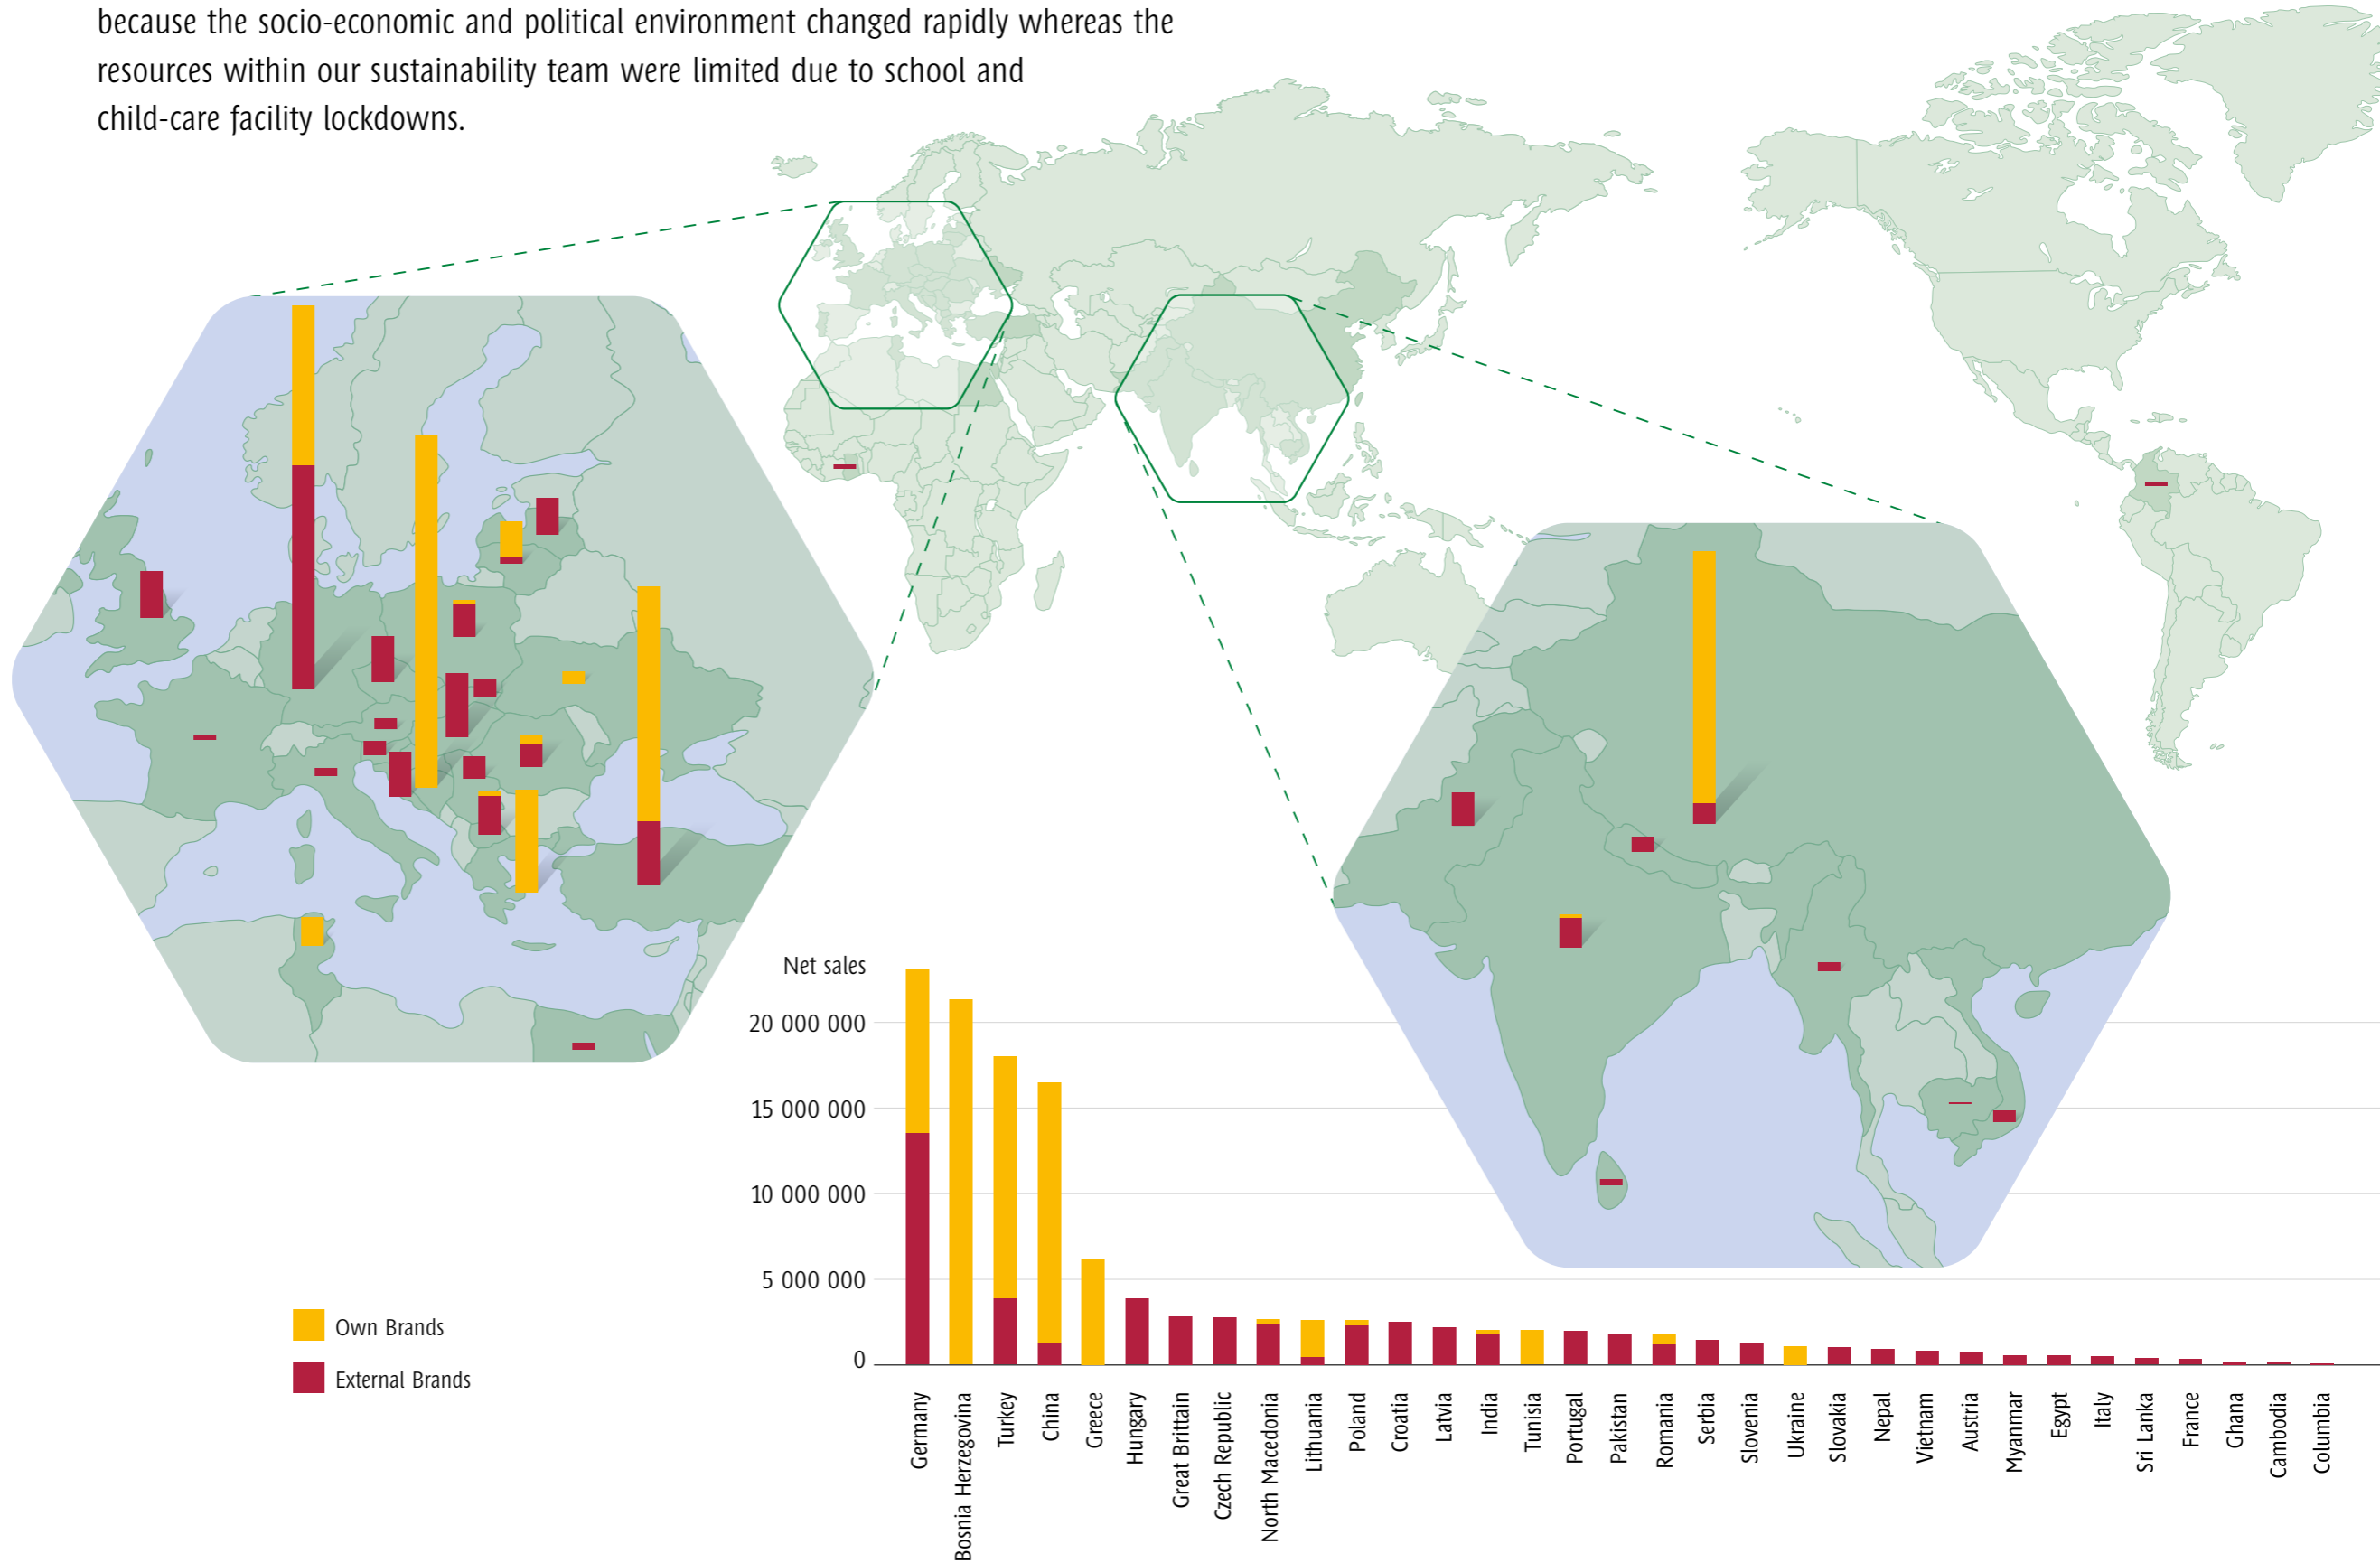 because the socio-economic and political environment changed rapidly whereas the
resources within our sustainability team were limited due to school and
child-care facility lockdowns.
Net sales
20 000 000
15 000 000
10 000 000
5 000 000
0
Own Brands
External Brands
Germany
Bosnia Herzegovina
Turkey
China
Greece
Hungary
Great Brittain
Czech Republic
North Macedonia
Lithuania
Poland
Croatia
Latvia
India
Tunisia
Portugal
Pakistan
Romania
Serbia
Slovenia
Ukraine
Slovakia
Nepal
Vietnam
Austria
Myanmar
Egypt
Italy
Sri Lanka
France
Ghana
Cambodia
Columbia